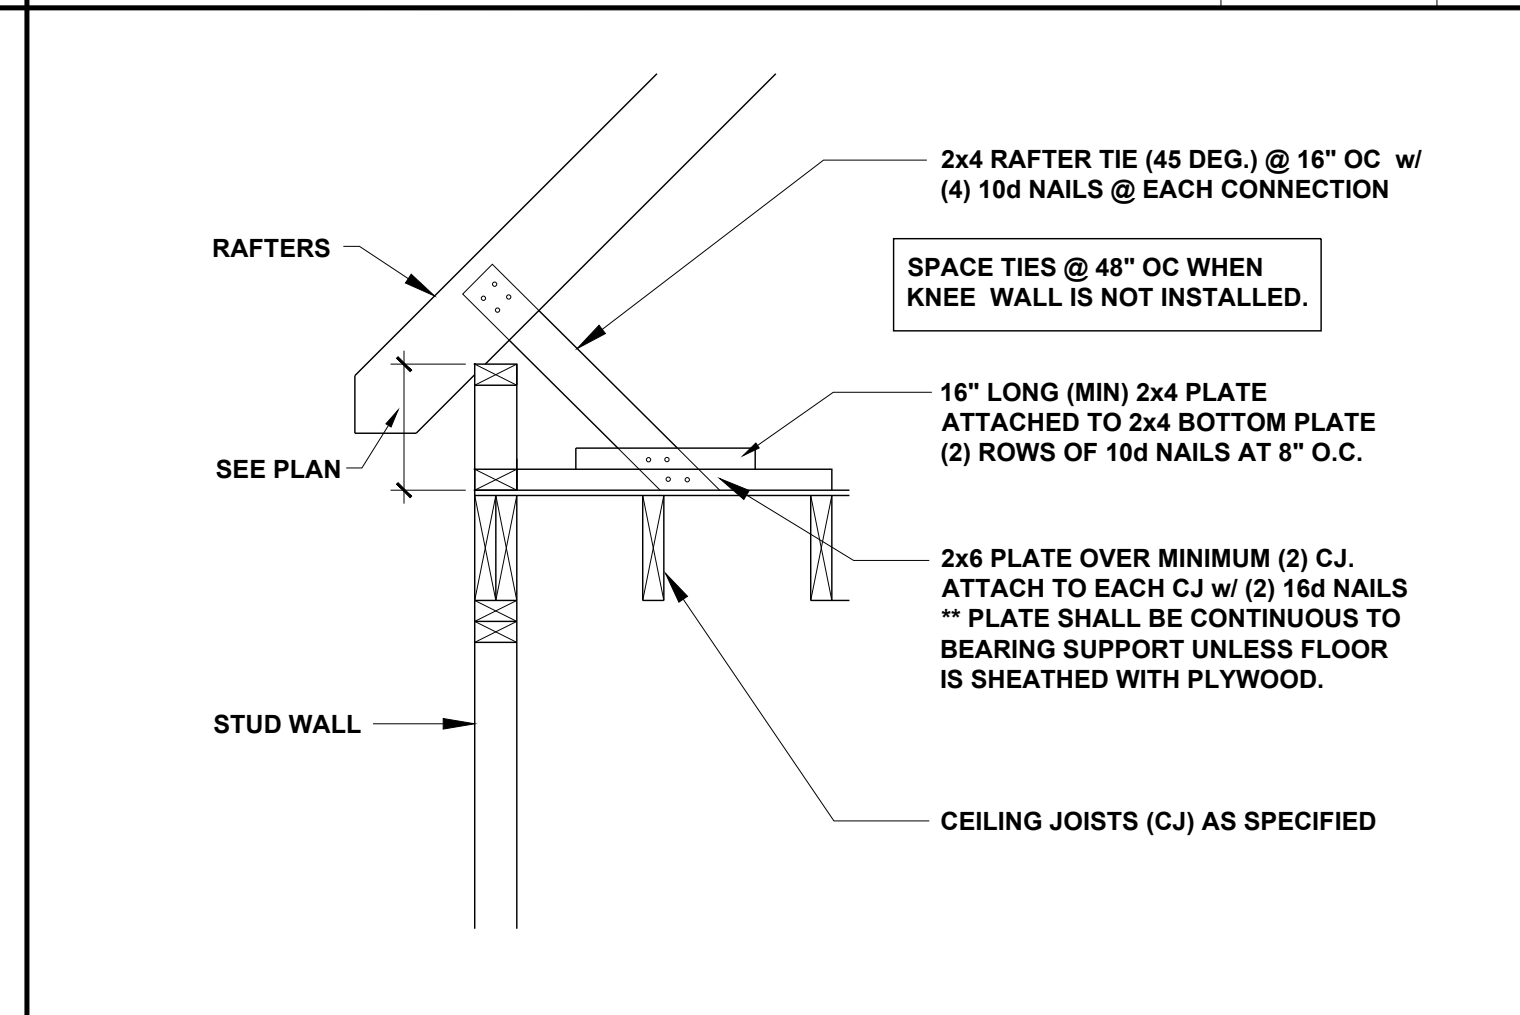 2x4 RAFTER TIE (45 DEG.) @ 16" OC w/
(4) 10d NAILS @ EACH CONNECTION
RAFTERS
SPACE TIES @ 48" OC WHEN
KNEE WALL IS NOT INSTALLED.
16" LONG (MIN) 2x4 PLATE
ATTACHED TO 2x4 BOTTOM PLATE
(2) ROWS OF 10d NAILS AT 8" O.C.
SEE PLAN
2x6 PLATE OVER MINIMUM (2) CJ.
ATTACH TO EACH CJ w/ (2) 16d NAILS
** PLATE SHALL BE CONTINUOUS TO
BEARING SUPPORT UNLESS FLOOR
IS SHEATHED WITH PLYWOOD.
STUD WALL
CEILING JOISTS (CJ) AS SPECIFIED